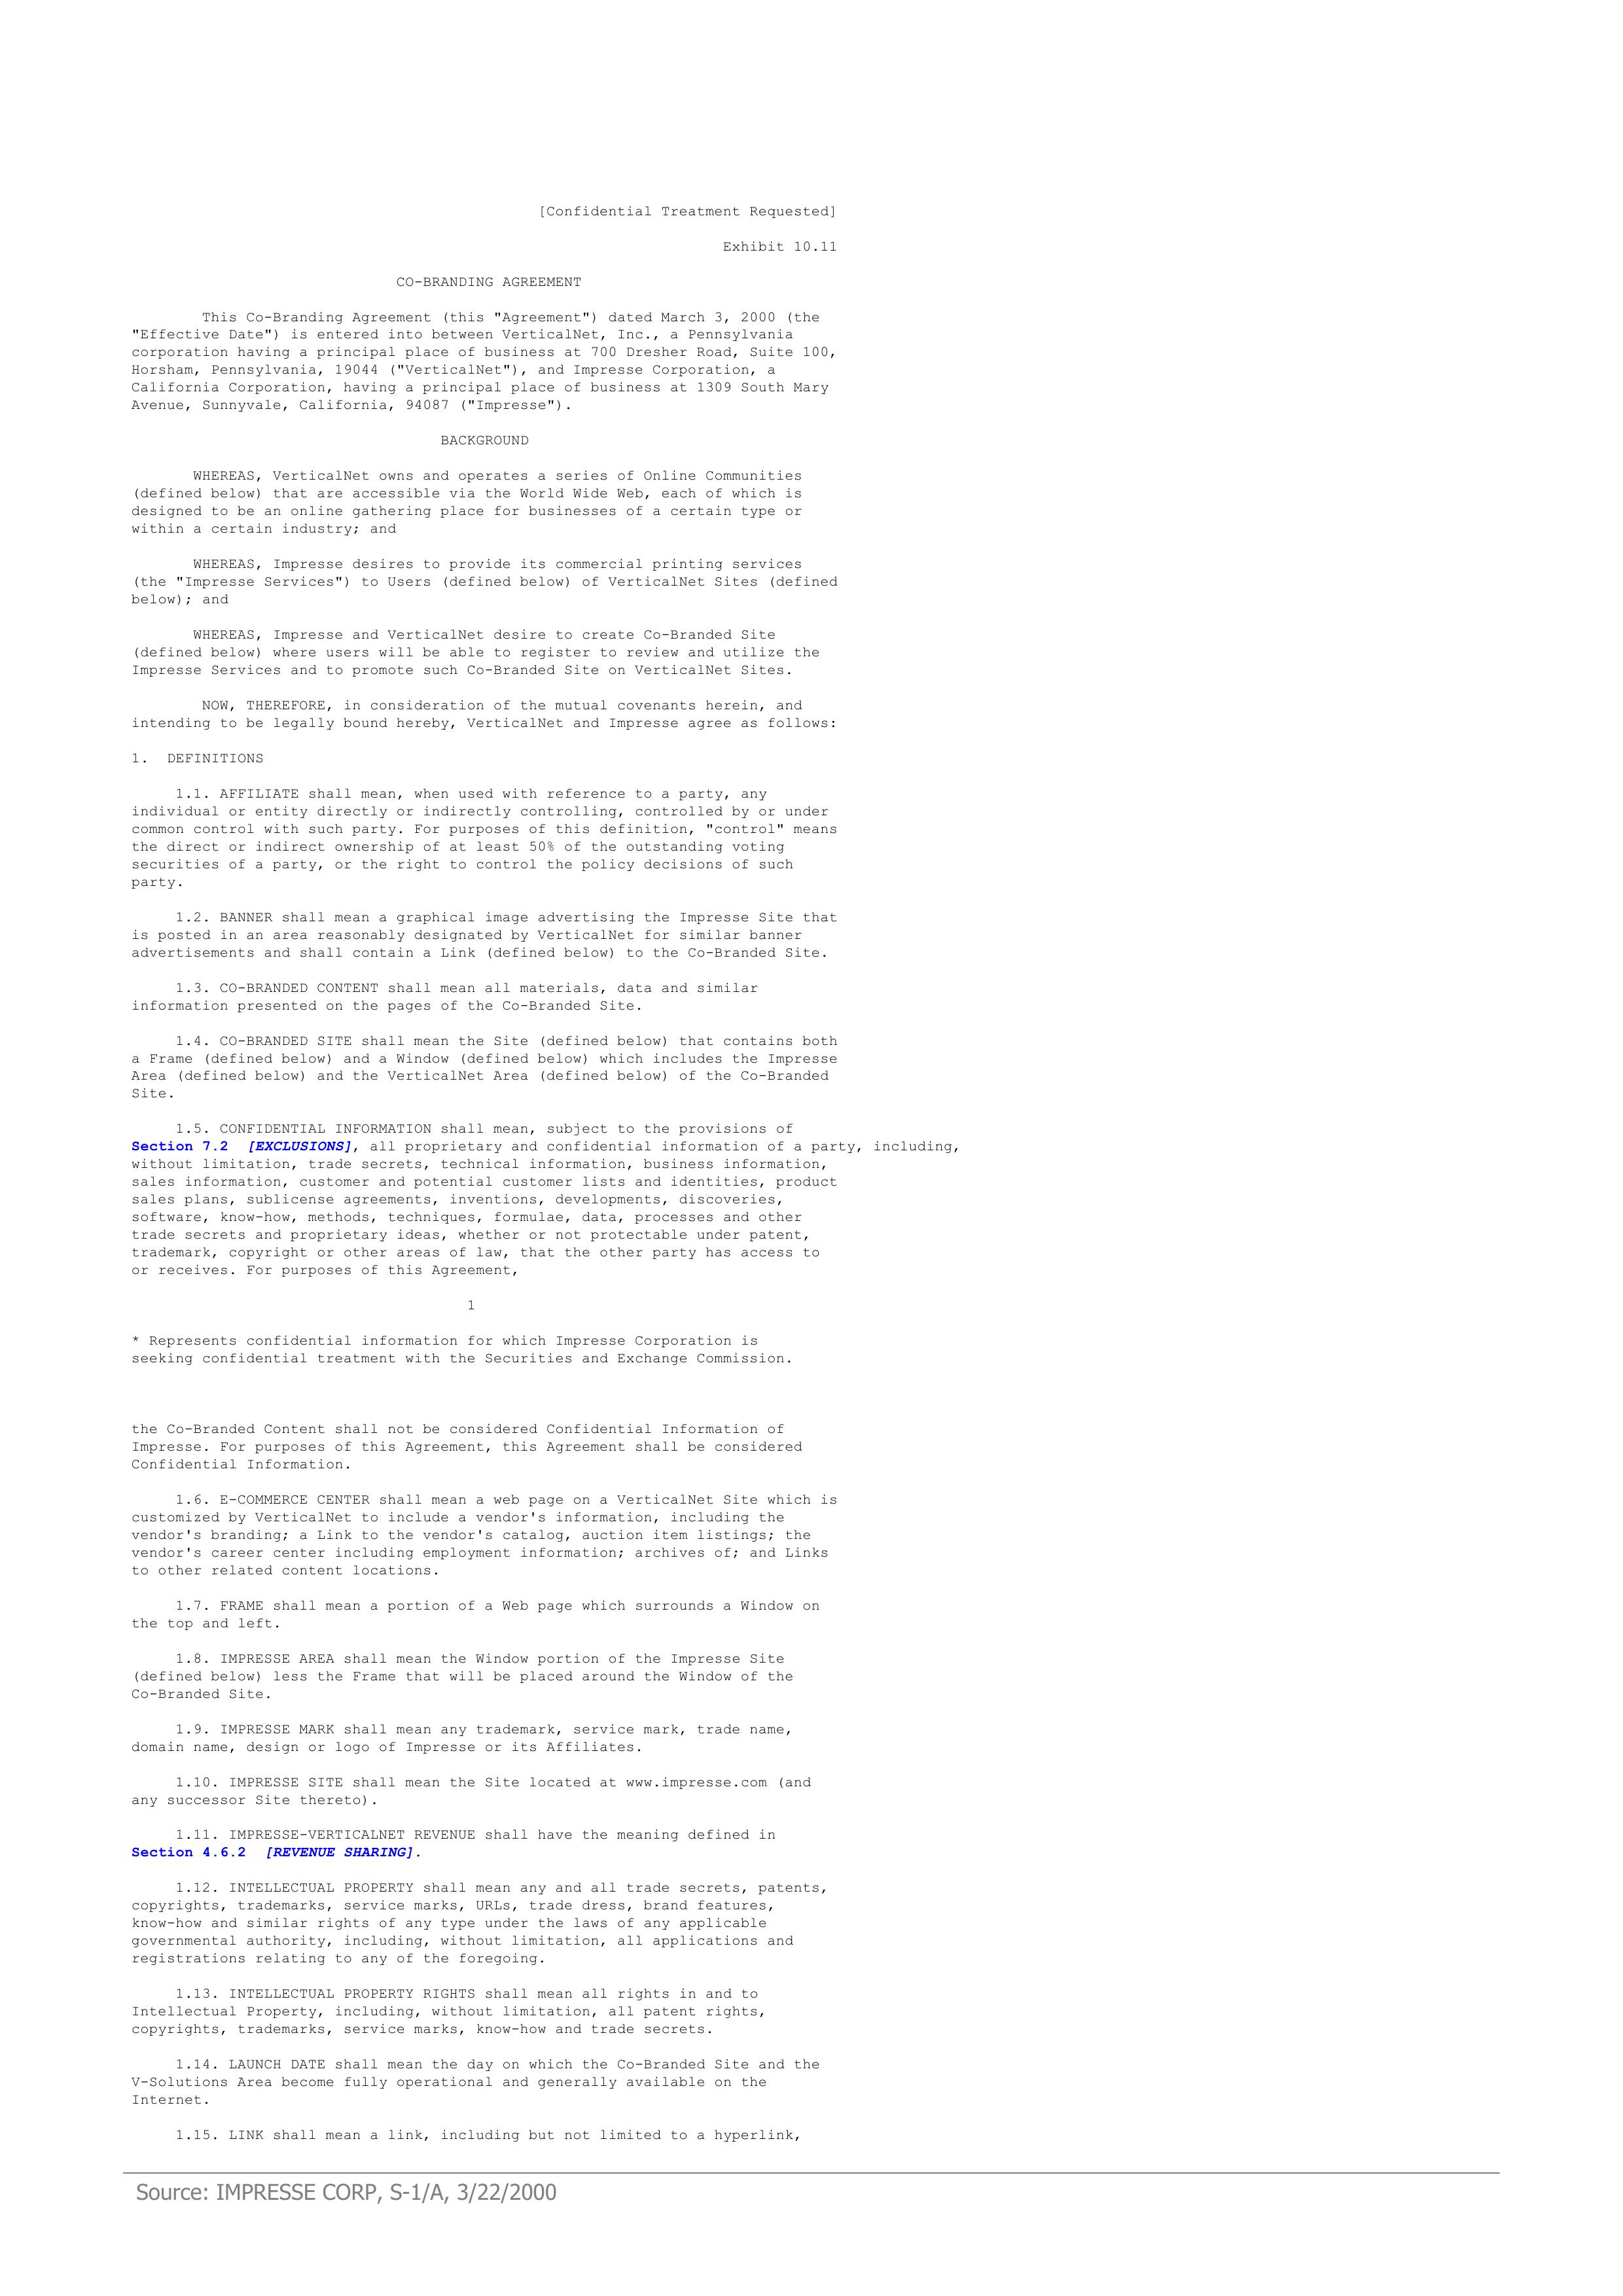 [Confidential Treatment Requested]
Exhibit 10.11
CO-BRANDING AGREEMENT
This Co-Branding Agreement (this "Agreement") dated March 3, 2000 (the
"Effective Date") is entered into between VerticalNet, Inc., a Pennsylvania
corporation having a principal place of business at 700 Dresher Road, Suite 100,
Horsham, Pennsylvania, 19044 ("VerticalNet"), and Impresse Corporation, a
California Corporation, having a principal place of business at 1309 South Mary
Avenue, Sunnyvale, California, 94087 ("Impresse").
BACKGROUND
WHEREAS, VerticalNet owns and operates a series of Online Communities
(defined below) that are accessible via the World Wide Web, each of which is
designed to be an online gathering place for businesses of a certain type or
within a certain industry; and
WHEREAS, Impresse desires to provide its commercial printing services
(the "Impresse Services") to Users (defined below) of VerticalNet Sites (defined
below); and
WHEREAS, Impresse and VerticalNet desire to create Co-Branded Site
(defined below) where users will be able to register to review and utilize the
Impresse Services and to promote such Co-Branded Site on VerticalNet Sites.
NOW, THEREFORE, in consideration of the mutual covenants herein, and
intending to be legally bound hereby, VerticalNet and Impresse agree as follows:
1. DEFINITIONS
1.1. AFFILIATE shall mean, when used with reference to a party, any
individual or entity directly or indirectly controlling, controlled by or under
common control with such party. For purposes of this definition, "control" means
the direct or indirect ownership of at least 50% of the outstanding voting
securities of a party, or the right to control the policy decisions of such
party.
1.2. BANNER shall mean a graphical image advertising the Impresse Site that
is posted in an area reasonably designated by VerticalNet for similar banner
advertisements and shall contain a Link (defined below) to the Co-Branded Site.
1.3. CO-BRANDED CONTENT shall mean all materials, data and similar
information presented on the pages of the Co-Branded Site.
1.4. CO-BRANDED SITE shall mean the Site (defined below) that contains both
a Frame (defined below) and a Window (defined below) which includes the Impresse
Area (defined below) and the VerticalNet Area (defined below) of the Co-Branded
Site.
1.5. CONFIDENTIAL INFORMATION shall mean, subject to the provisions of
Section 7.2 [EXCLUSIONS], all proprietary and confidential information of a party, including,
without limitation, trade secrets, technical information, business information,
sales information, customer and potential customer lists and identities, product
sales plans, sublicense agreements, inventions, developments, discoveries,
software, know-how, methods, techniques, formulae, data, processes and other
trade secrets and proprietary ideas, whether or not protectable under patent,
trademark, copyright or other areas of law, that the other party has access to
or receives. For purposes of this Agreement,
1
* Represents confidential information for which Impresse Corporation is
seeking confidential treatment with the Securities and Exchange Commission.
the Co-Branded Content shall not be considered Confidential Information of
Impresse. For purposes of this Agreement, this Agreement shall be considered
Confidential Information.
1.6. E-COMMERCE CENTER shall mean a web page on a VerticalNet Site which is
customized by VerticalNet to include a vendor's information, including the
vendor's branding; a Link to the vendor's catalog, auction item listings; the
vendor's career center including employment information; archives of; and Links
to other related content locations.
1.7. FRAME shall mean a portion of a Web page which surrounds a Window on
the top and left.
1.8. IMPRESSE AREA shall mean the Window portion of the Impresse Site
(defined below) less the Frame that will be placed around the Window of the
Co-Branded Site.
1.9. IMPRESSE MARK shall mean any trademark, service mark, trade name,
domain name, design or logo of Impresse or its Affiliates.
1.10. IMPRESSE SITE shall mean the Site located at www.impresse.com (and
any successor Site thereto).
1.11. IMPRESSE-VERTICALNET REVENUE shall have the meaning defined in
Section 4.6.2 [REVENUE SHARING].
1.12. INTELLECTUAL PROPERTY shall mean any and all trade secrets, patents,
copyrights, trademarks, service marks, URLs, trade dress, brand features,
know-how and similar rights of any type under the laws of any applicable
governmental authority, including, without limitation, all applications and
registrations relating to any of the foregoing.
1.13. INTELLECTUAL PROPERTY RIGHTS shall mean all rights in and to
Intellectual Property, including, without limitation, all patent rights,
copyrights, trademarks, service marks, know-how and trade secrets.
1.14. LAUNCH DATE shall mean the day on which the Co-Branded Site and the
V-Solutions Area become fully operational and generally available on the
Internet.
1.15. LINK shall mean a link, including but not limited to a hyperlink,
Source: IMPRESSE CORP, S-1/A, 3/22/2000